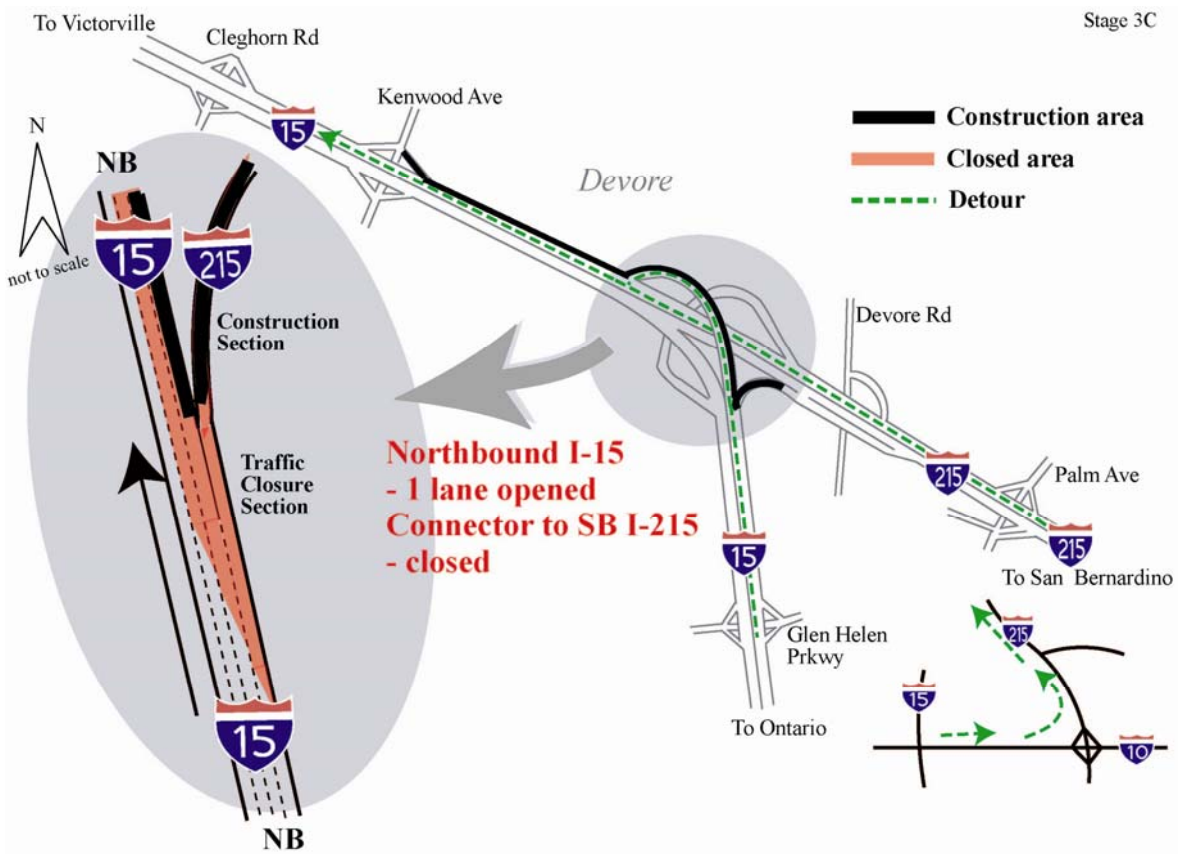 Stage 3C
To Victorville
Cleghorn Rd
Kenwood Ave
15
Construction area
Closed area
Detour
Devore
N
not to scale
NB
15
215
Construction
Section
Traffic
Closure
Section
15
NB
Northbound I-15
- 1 lane opened
Connector to SB I-215
- closed
Devore Rd
215
Palm Ave
215
To San Bernardino
15
Glen Helen
Prkwy
To Ontario
215
15
10